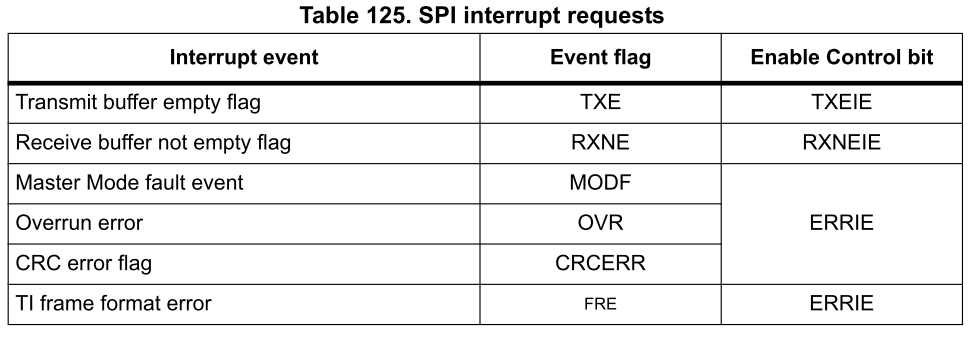 Table 125. SPI interrupt requests
Interrupt event Event flag Enable Control bit
Transmit buffer empty flag TXE TXEIE
Receive buffer not empty flag RXNE RXNEIE
Master Mode fault event MODF
Overrun error OVR ERRIE
CRC error flag CRCERR
TI frame format error FRE ERRIE